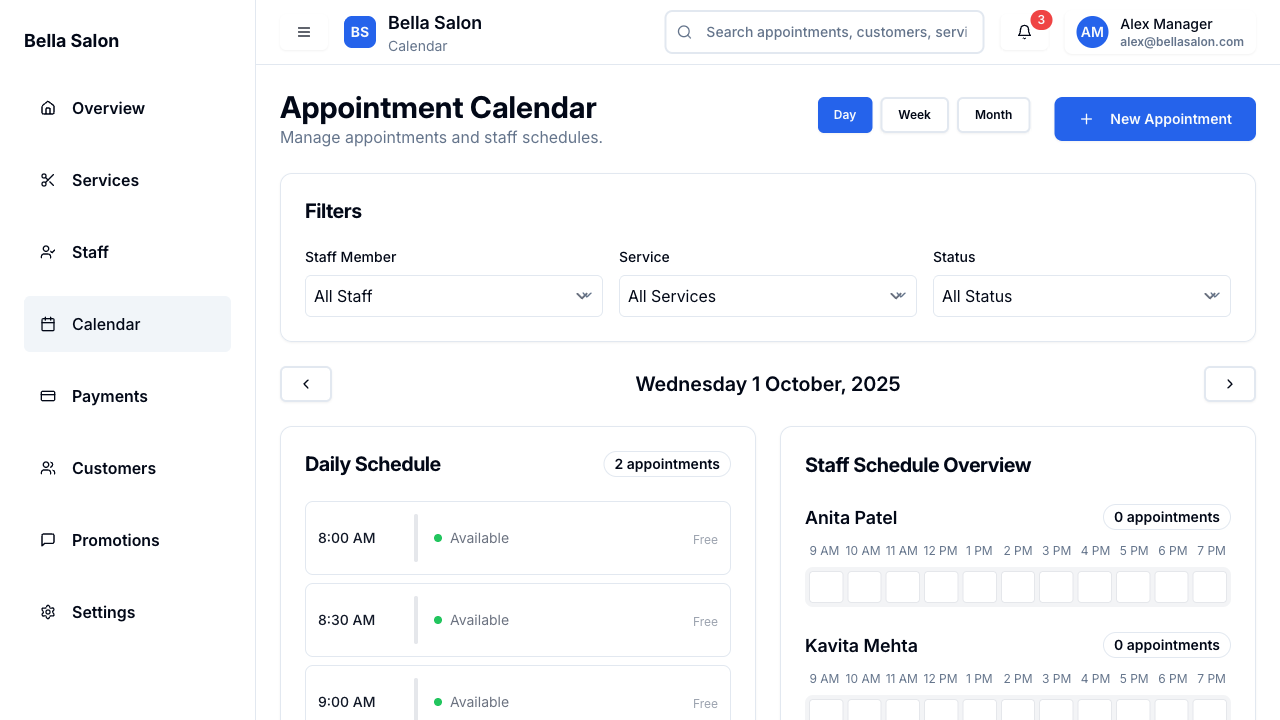 Bella Salon
Overview
Services
Staff
Calendar
Payments
Customers
Promotions
Settings
BS
Bella Salon
Calendar
Search appointments, customers, servi
3
AM
Alex Manager
alex@bellasalon.com
Appointment Calendar
Manage appointments and staff schedules.
Day
Week
Month
New Appointment
Filters
Staff Member
All Staff
Service
All Services
Status
All Status
Wednesday 1 October, 2025
Daily Schedule
2 appointments
8:00 AM
Available
Free
8:30 AM
Available
Free
9:00 AM
Available
Free
Staff Schedule Overview
Anita Patel
0 appointments
9 AM 10 AM 11 AM 12 PM 1 PM 2 PM 3 PM 4 PM 5 PM 6 PM 7 PM
Kavita Mehta
0 appointments
9 AM 10 AM 11 AM 12 PM 1 PM 2 PM 3 PM 4 PM 5 PM 6 PM 7 PM